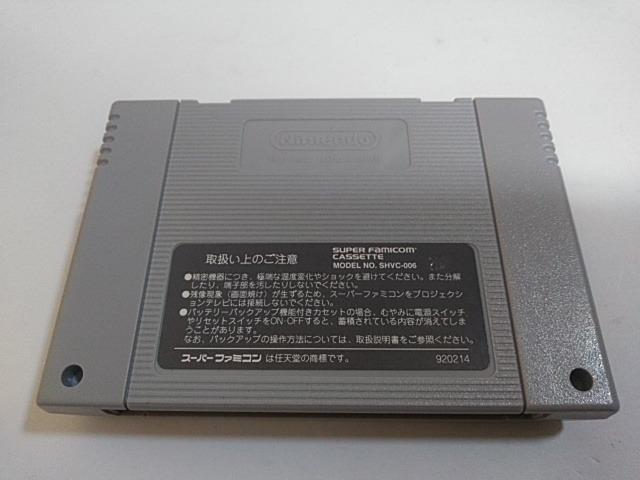 Nintendo
取扱い上のご注意
SUPER FAMICOM
CASSETTE
MODEL NO. SHVC-006
●精密機器につき、極端な温度変化やショックを避けてください。また分解
したり、端子部を汚したりしないでください。
●残像現象（画面焼け）が生ずるため、スーパーファミコンをプロジェクシ
ョンテレビには接続しないでください。
●バッテリーバックアップ機能付きカセットの場合、むやみに電源スイッチ
やリセットスイッチをON・OFFすると、蓄積されている内容が消えてしま
うことがあります。
なお、バックアップの操作方法については、取扱説明書をご参照ください。
スーパーファミコン は任天堂の商標です。
920214